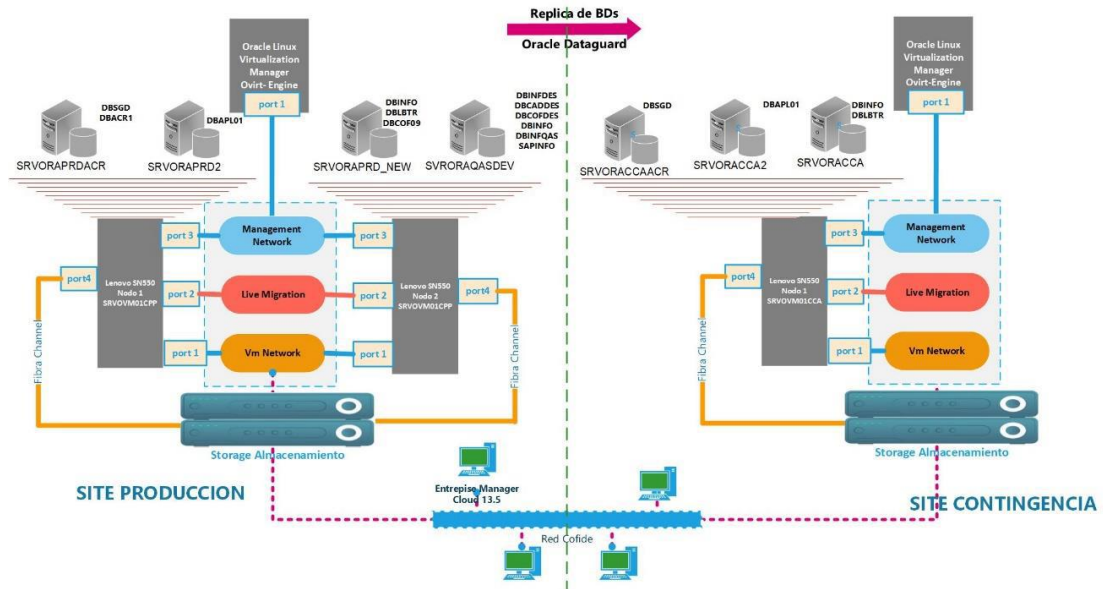 Replica de BDs
Oracle Dataguard
Oracle Linux
Virtualization
Manager
Ovirt- Engine
port 1
DBSGD
DBACR1
SRVORAPRDACR
DBAPL01
SRVORAPRD2
DBINFO
DBLBTR
DBCOF09
SRVORAPRD_NEW
DBINFDES
DBCADDES
DBCOFDES
DBINFO
DBINFQAS
SAPINFO
SVRORAQASDEV
port 3
Management
Network
port 3
port4
Lenovo SN550
Nodo 1
SRVOVM01CPP
port 2
Live Migration
port 2
Lenovo SN550
Nodo 2
SRVOVM01CPP
port4
port 1
Vm Network
port 1
Fibra Channel
Fibra Channel
Storage Almacenamiento
SITE PRODUCCION
Oracle Linux
Virtualization
Manager
Ovirt- Engine
port 1
DBSGD
SRVORACCAACR
DBAPL01
SRVORACCA2
DBINFO
DBLBTR
SRVORACCA
port4
Lenovo SN550
Nodo 1
SRVOVM01CCA
port 3
Management
Network
port 2
Live Migration
port 1
Vm Network
Fibra Channel
Storage Almacenamiento
SITE CONTINGENCIA
Entrepise Manager
Cloud 13.5
Red Cofide